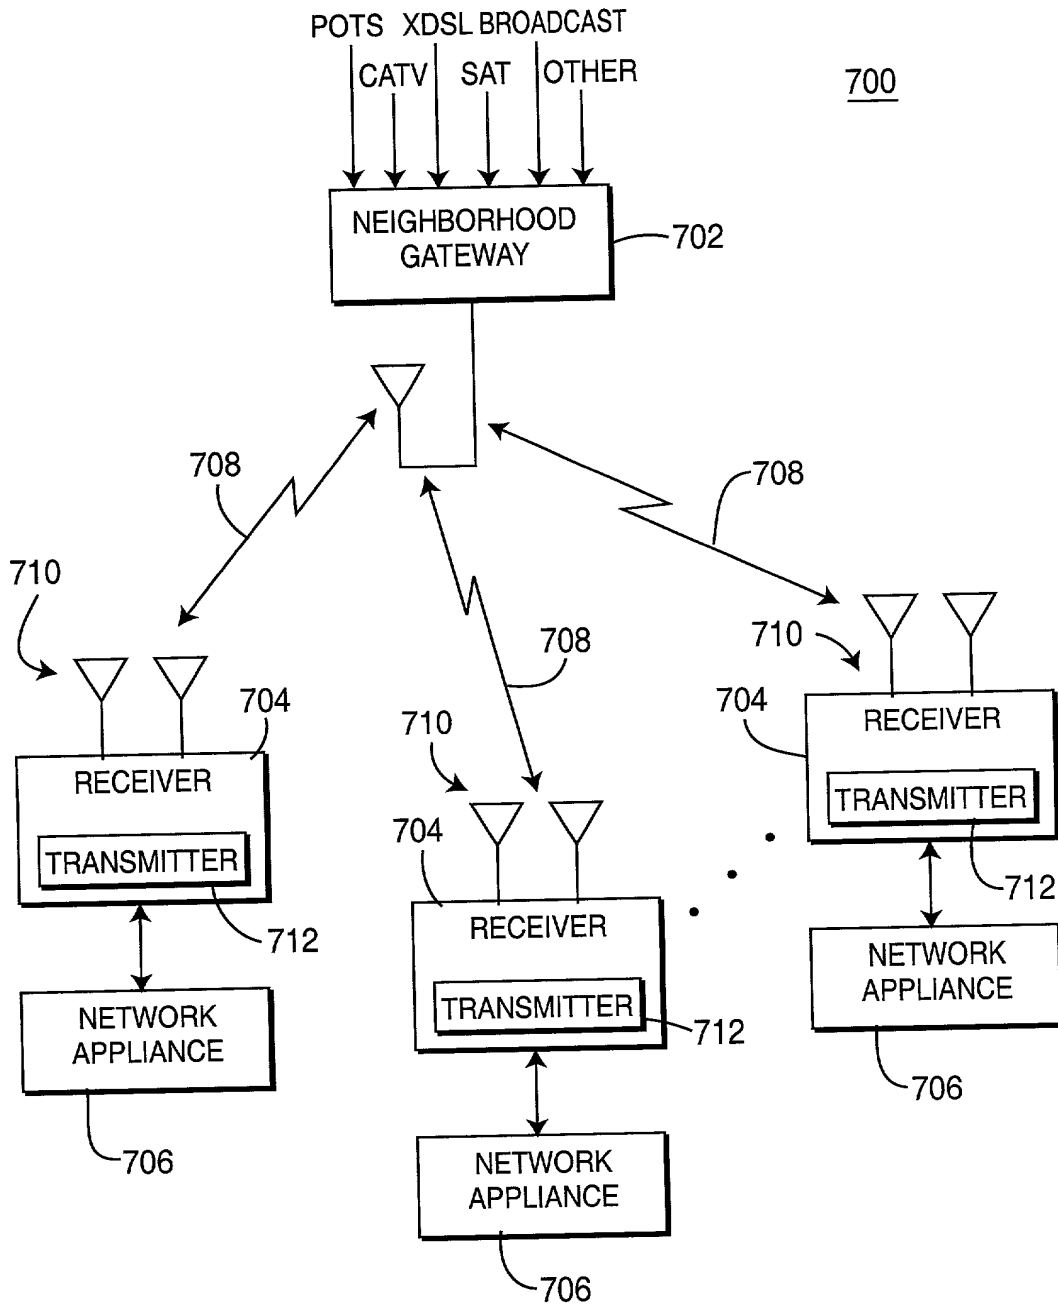 POTS XDSL BROADCAST
CATV SAT OTHER
700
NEIGHBORHOOD
GATEWAY
702
708
708
710
708
710
704
RECEIVER
TRANSMITTER
712
NETWORK
APPLIANCE
706
710
704
RECEIVER
TRANSMITTER
712
NETWORK
APPLIANCE
706
704
RECEIVER
TRANSMITTER
712
NETWORK
APPLIANCE
706